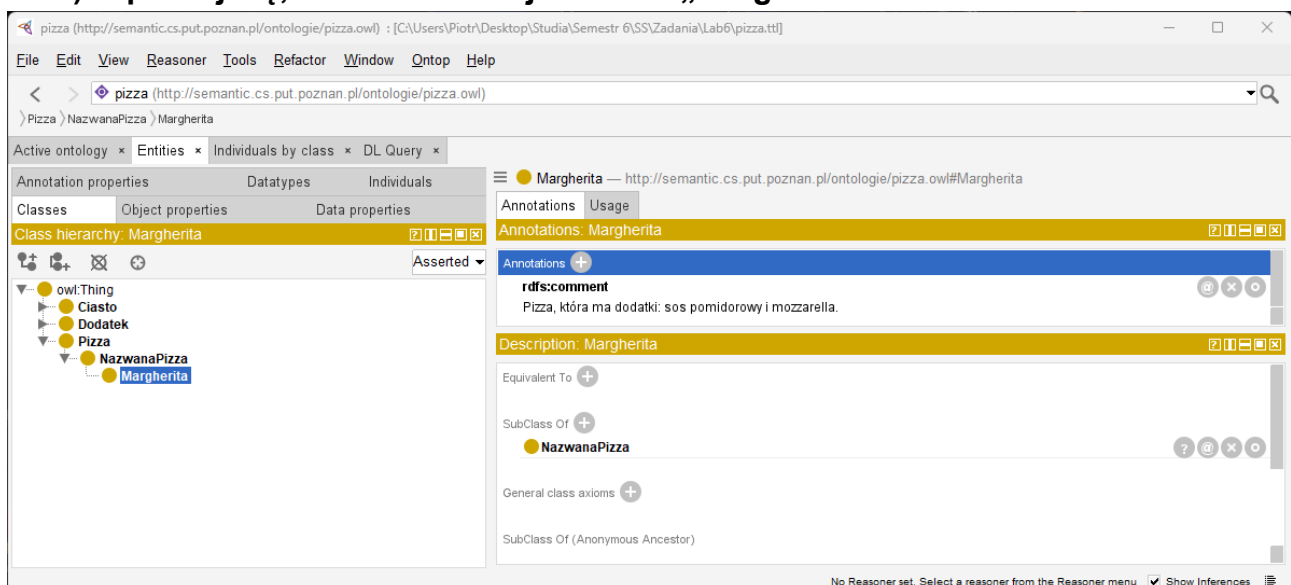 pizza (http://semantic.cs.put.poznan.pl/ontologie/pizza.owl) : [C:\Users\Piotr\Desktop\Studia\Semestr 6\SS\Zadania\Lab6\pizza.ttl]
File Edit View Reasoner Tools Refactor Window Ontop Help
pizza (http://semantic.cs.put.poznan.pl/ontologie/pizza.owl)
Pizza NazwanaPizza Margherita
Active ontology × Entities × Individuals by class × DL Query ×
Annotation properties Datatypes Individuals
Classes Object properties Data properties
Class hierarchy: Margherita
Asserted
owl:Thing
Ciasto
Dodatek
Pizza
NazwanaPizza
Margherita
Margherita — http://semantic.cs.put.poznan.pl/ontologie/pizza.owl#Margherita
Annotations Usage
Annotations: Margherita
Annotations
rdfs:comment
Pizza, która ma dodatki: sos pomidorowy i mozzarella.
Description: Margherita
Equivalent To
SubClass Of
NazwanaPizza
General class axioms
SubClass Of (Anonymous Ancestor)
No Reasoner set. Select a reasoner from the Reasoner menu Show Inferences